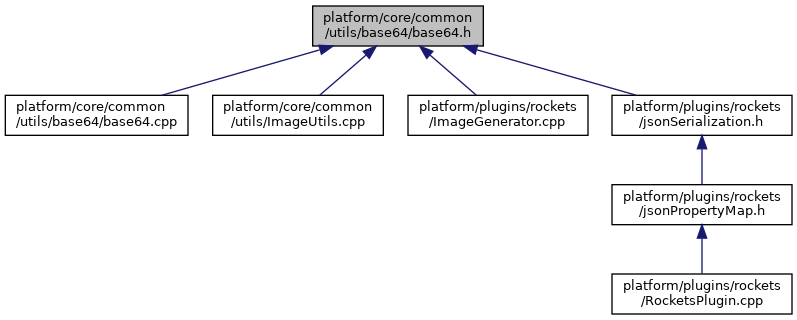 platform/core/common
/utils/base64/base64.h
platform/core/common
/utils/base64/base64.cpp
platform/core/common
/utils/ImageUtils.cpp
platform/plugins/rockets
/ImageGenerator.cpp
platform/plugins/rockets
/jsonSerialization.h
platform/plugins/rockets
/jsonPropertyMap.h
platform/plugins/rockets
/RocketsPlugin.cpp